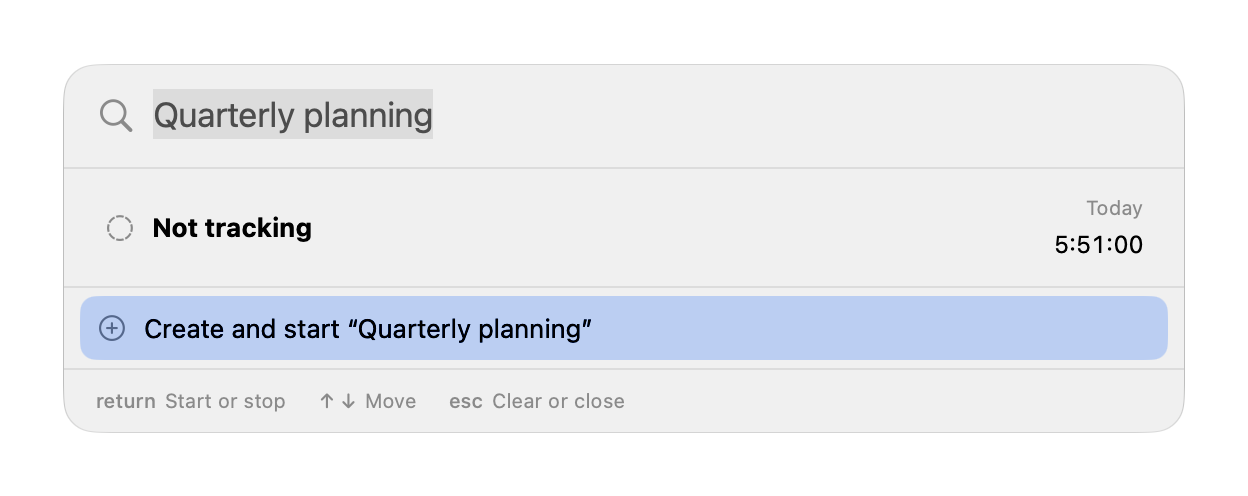 Quarterly planning
Not tracking
Today
5:51:00
Create and start “Quarterly planning”
return Start or stop ↑ ↓ Move esc Clear or close